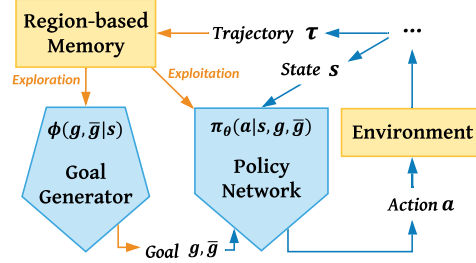 Region-based
Memory
Trajectory τ
...
Exploration
Exploitation
State s
ϕ(g, g̅|s)
Goal
Generator
π_θ(a|s, g, g̅)
Policy
Network
Environment
Action a
Goal g, g̅